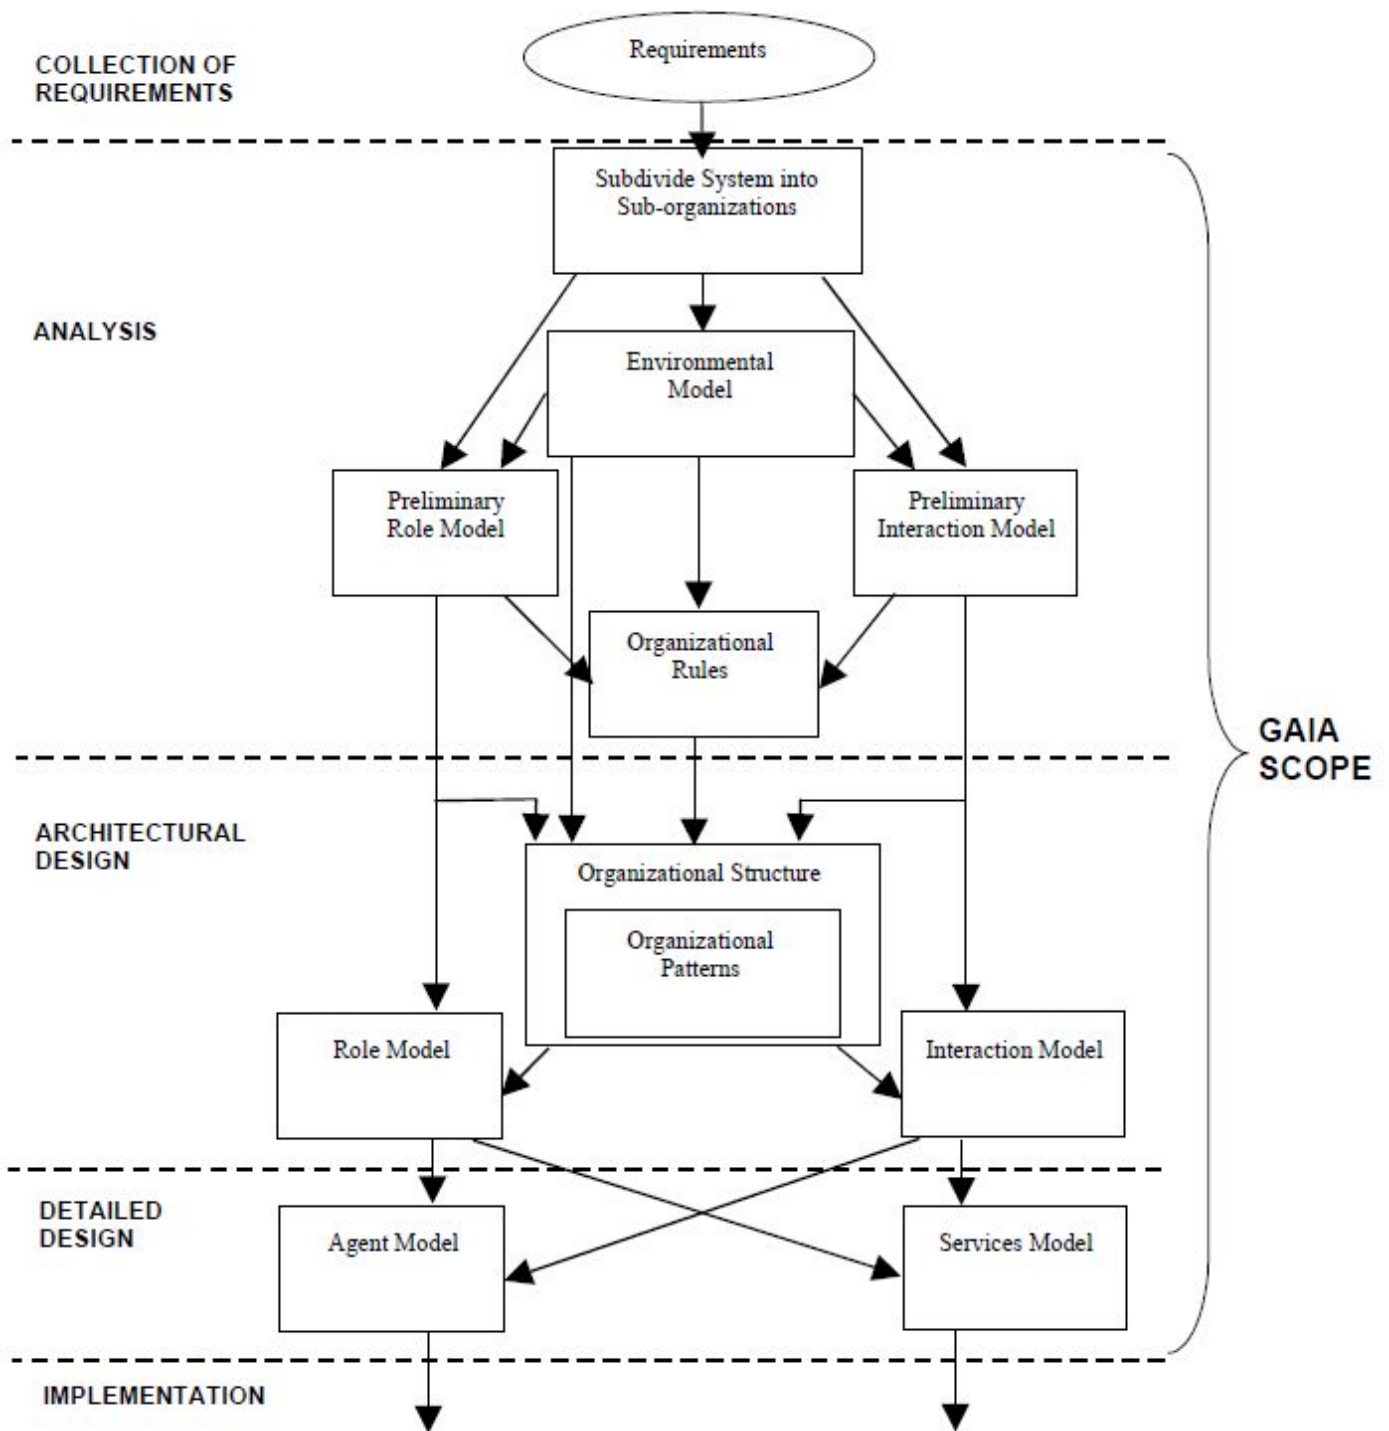 Requirements
COLLECTION OF
REQUIREMENTS
Subdivide System into
Sub-organizations
ANALYSIS
Environmental
Model
Preliminary
Role Model
Preliminary
Interaction Model
Organizational
Rules
GAIA
SCOPE
ARCHITECTURAL
DESIGN
Organizational Structure
Organizational
Patterns
Role Model
Interaction Model
DETAILED
DESIGN
Agent Model
Services Model
IMPLEMENTATION